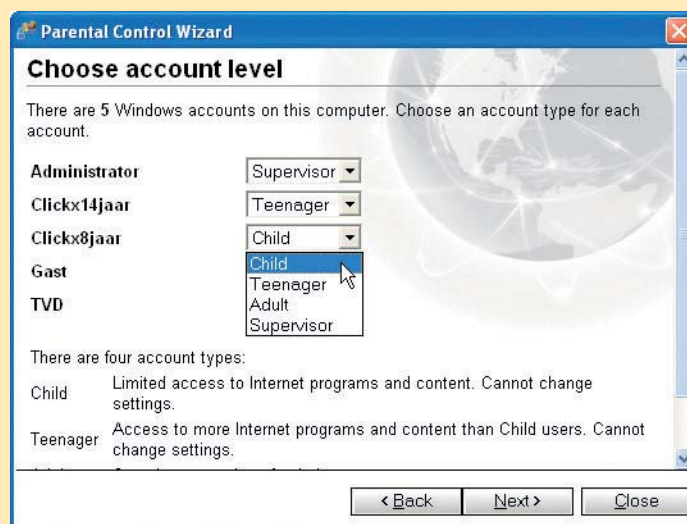 Parental Control Wizard
Choose account level
There are 5 Windows accounts on this computer. Choose an account type for each
account.
Administrator Supervisor
Clickx14jaar Teenager
Clickx8jaar Child
Child
Gast
Teenager
TVD Adult
Supervisor
There are four account types:
Child Limited access to Internet programs and content. Cannot change
settings.
Teenager Access to more Internet programs and content than Child users. Cannot
change settings.
< Back Next > Close